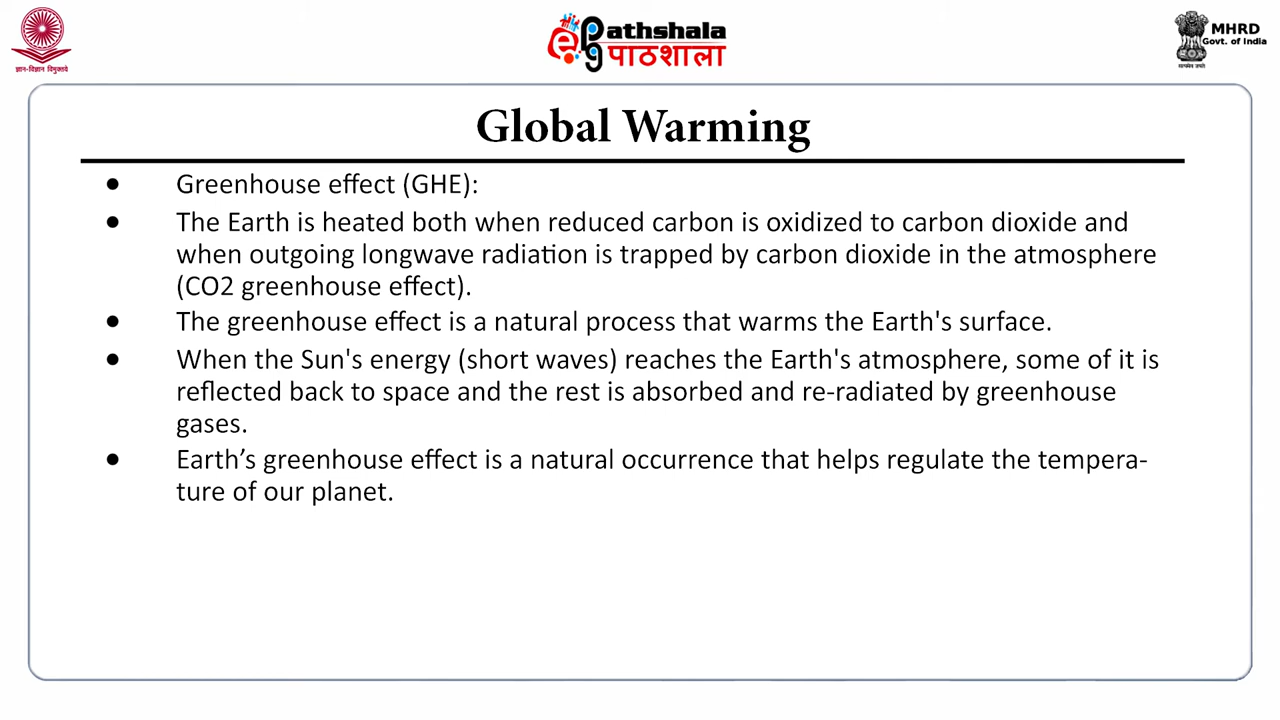 ज्ञान-विज्ञान विमुक्तये
ePG Pathshala
पाठशाला
MHRD
Govt. of India
सत्यमेव जयते
Global Warming
● Greenhouse effect (GHE):
● The Earth is heated both when reduced carbon is oxidized to carbon dioxide and
when outgoing longwave radiation is trapped by carbon dioxide in the atmosphere
(CO2 greenhouse effect).
● The greenhouse effect is a natural process that warms the Earth's surface.
● When the Sun's energy (short waves) reaches the Earth's atmosphere, some of it is
reflected back to space and the rest is absorbed and re-radiated by greenhouse
gases.
● Earth’s greenhouse effect is a natural occurrence that helps regulate the tempera-
ture of our planet.